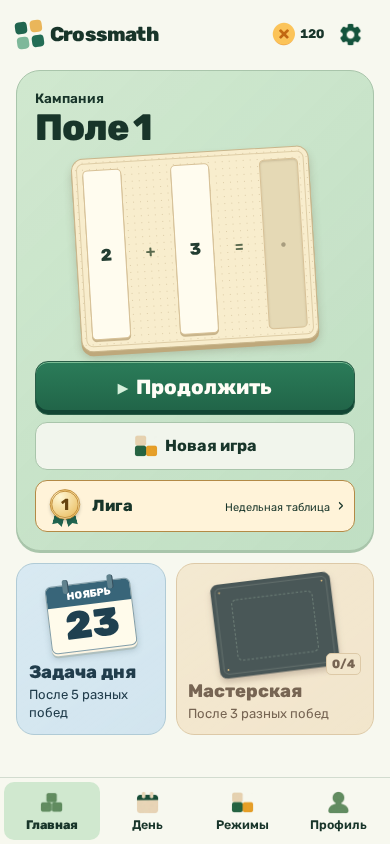 Crossmath
120
Кампания
Поле 1
2 + 3 =
▶ Продолжить
Новая игра
1 Лига Недельная таблица ›
НОЯБРЬ
23
Задача дня
После 5 разных
побед
0/4
Мастерская
После 3 разных побед
Главная День Режимы Профиль